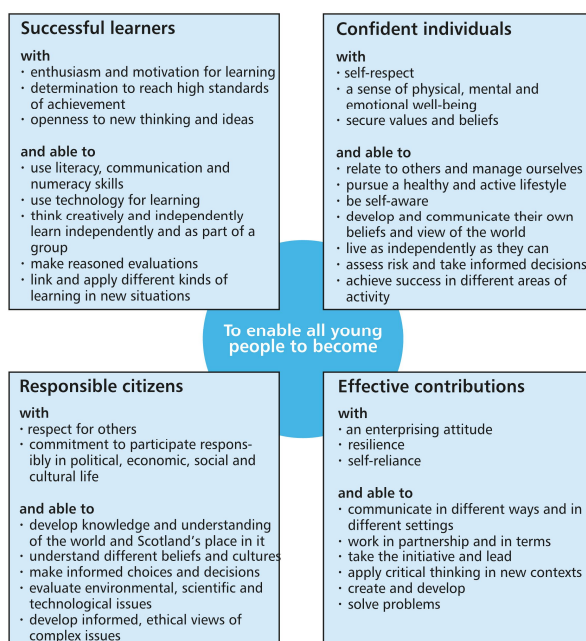 Successful learners
with
· enthusiasm and motivation for learning
· determination to reach high standards
of achievement
· openness to new thinking and ideas
and able to
· use literacy, communication and
numeracy skills
· use technology for learning
· think creatively and independently
learn independently and as part of a
group
· make reasoned evaluations
· link and apply different kinds of
learning in new situations
Confident individuals
with
· self-respect
· a sense of physical, mental and
emotional well-being
· secure values and beliefs
and able to
· relate to others and manage ourselves
· pursue a healthy and active lifestyle
· be self-aware
· develop and communicate their own
beliefs and view of the world
· live as independently as they can
· assess risk and take informed decisions
· achieve success in different areas of
activity
To enable all young
people to become
Responsible citizens
with
· respect for others
· commitment to participate respons-
ibly in political, economic, social and
cultural life
and able to
· develop knowledge and understanding
of the world and Scotland's place in it
· understand different beliefs and cultures
· make informed choices and decisions
· evaluate environmental, scientific and
technological issues
· develop informed, ethical views of
complex issues
Effective contributions
with
· an enterprising attitude
· resilience
· self-reliance
and able to
· communicate in different ways and in
different settings
· work in partnership and in terms
· take the initiative and lead
· apply critical thinking in new contexts
· create and develop
· solve problems